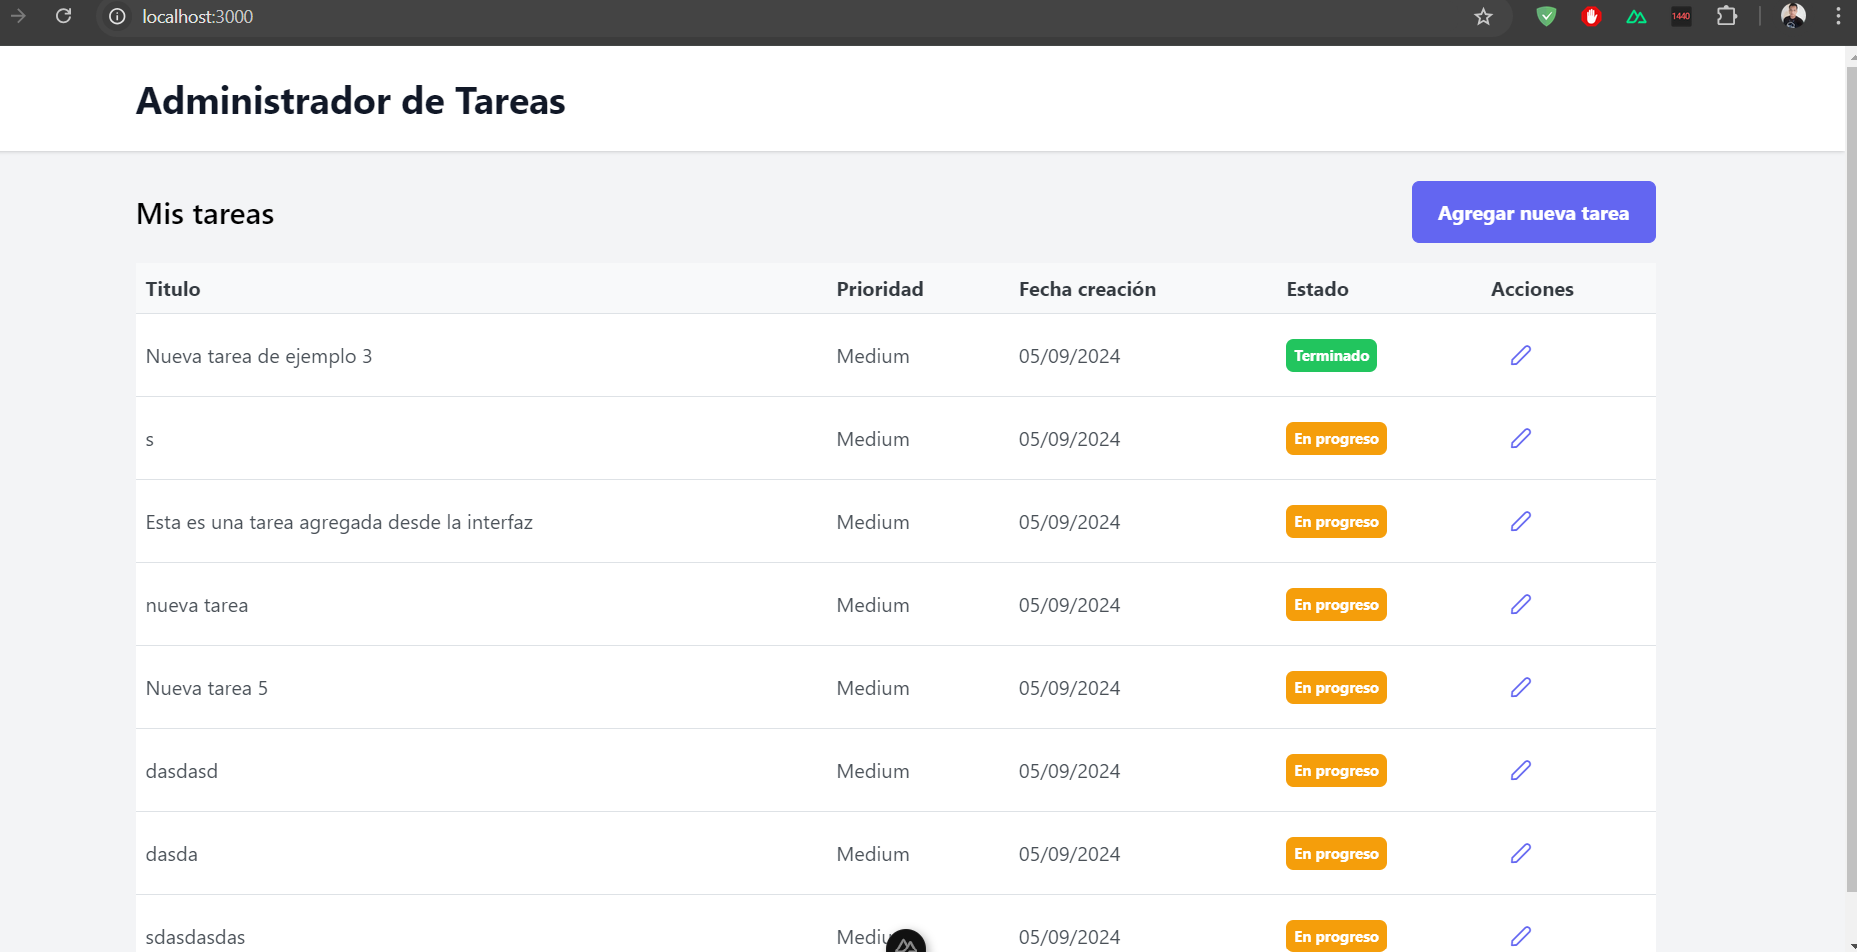 localhost:3000
1440
Administrador de Tareas
Mis tareas
Agregar nueva tarea
Titulo Prioridad Fecha creación Estado Acciones
Nueva tarea de ejemplo 3 Medium 05/09/2024 Terminado
s Medium 05/09/2024 En progreso
Esta es una tarea agregada desde la interfaz Medium 05/09/2024 En progreso
nueva tarea Medium 05/09/2024 En progreso
Nueva tarea 5 Medium 05/09/2024 En progreso
dasdasd Medium 05/09/2024 En progreso
dasda Medium 05/09/2024 En progreso
sdasdasdas Mediu 05/09/2024 En progreso